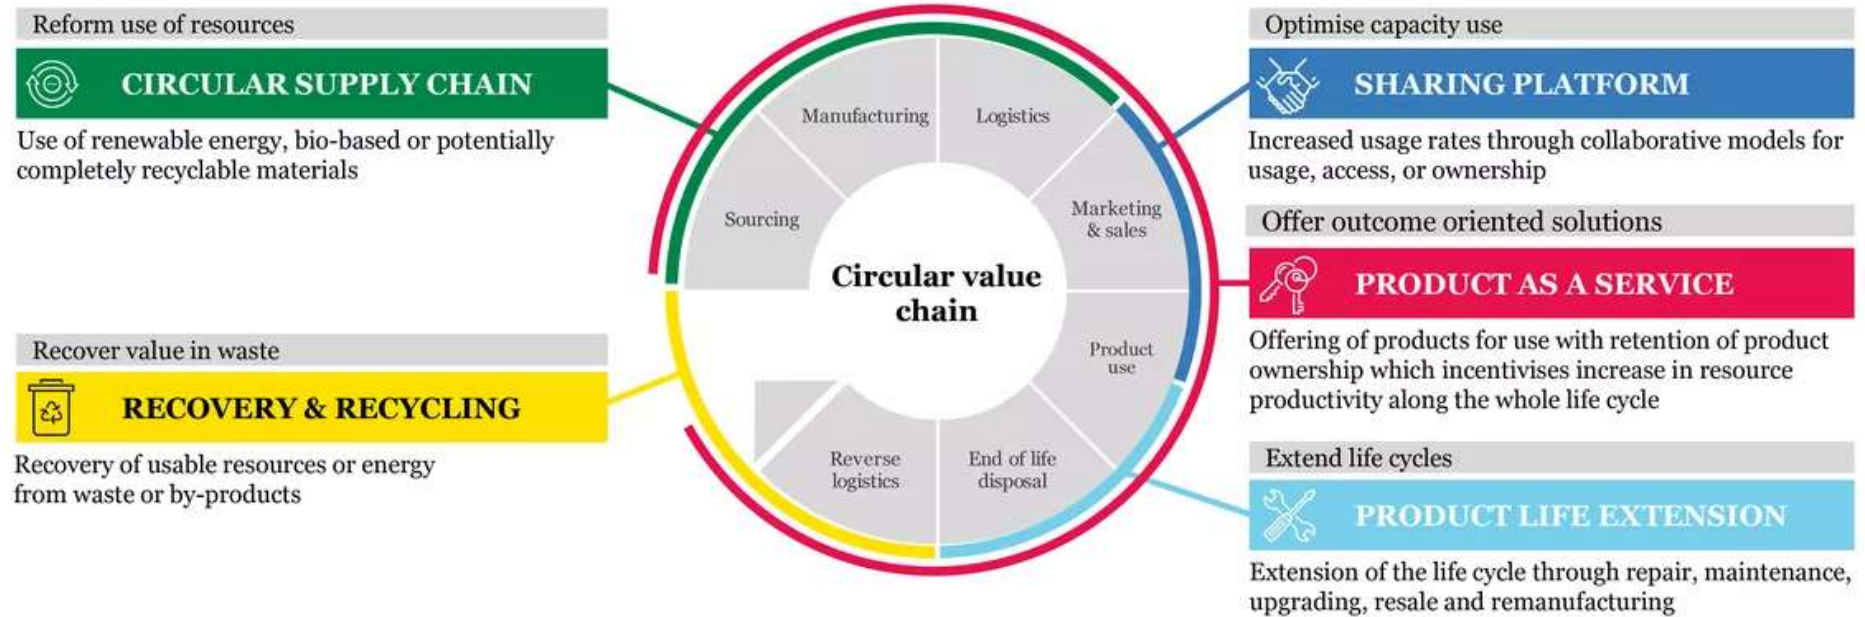 Reform use of resources
CIRCULAR SUPPLY CHAIN
Use of renewable energy, bio-based or potentially
completely recyclable materials
Recover value in waste
RECOVERY & RECYCLING
Recovery of usable resources or energy
from waste or by-products
Manufacturing
Logistics
Sourcing
Marketing
& sales
Circular value
chain
Product
use
Reverse
logistics
End of life
disposal
Optimise capacity use
SHARING PLATFORM
Increased usage rates through collaborative models for
usage, access, or ownership
Offer outcome oriented solutions
PRODUCT AS A SERVICE
Offering of products for use with retention of product
ownership which incentivises increase in resource
productivity along the whole life cycle
Extend life cycles
PRODUCT LIFE EXTENSION
Extension of the life cycle through repair, maintenance,
upgrading, resale and remanufacturing